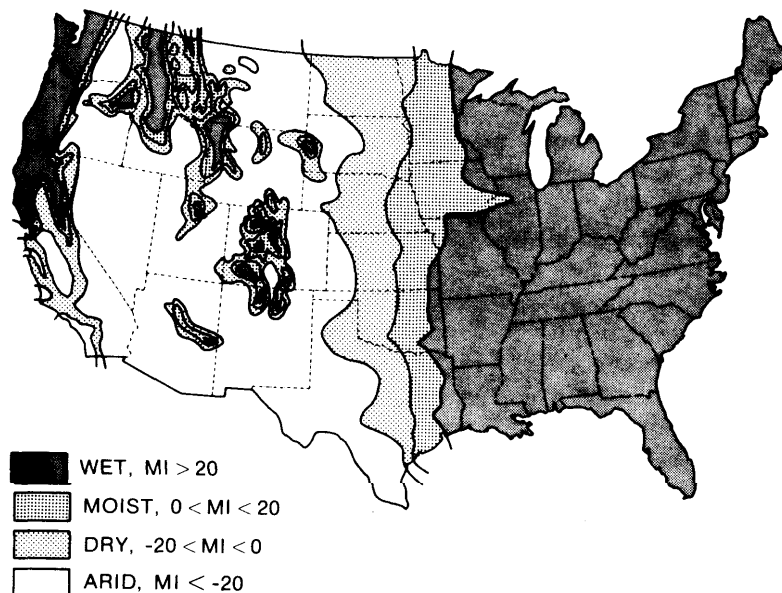 WET, MI > 20
MOIST, 0 < MI < 20
DRY, -20 < MI < 0
ARID, MI < -20